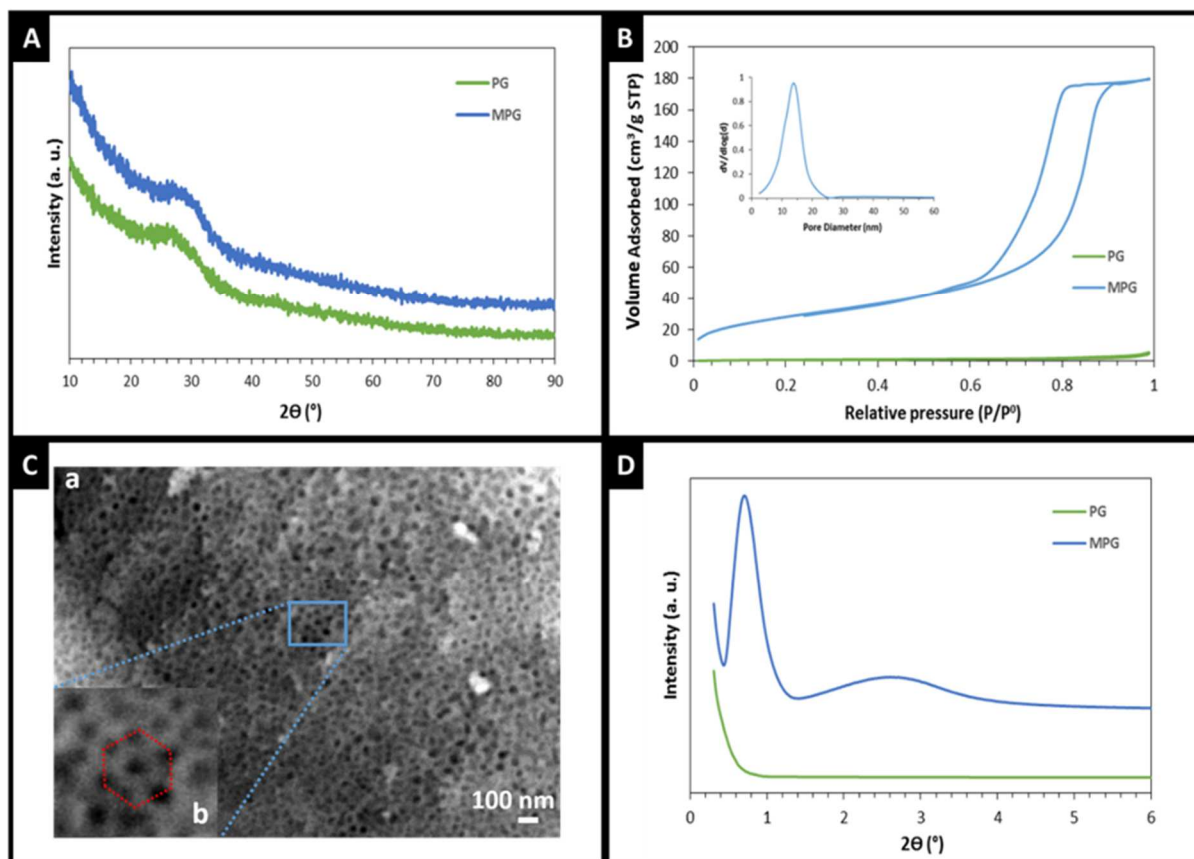 A
PG
MPG
Intensity (a. u.)
10 20 30 40 50 60 70 80 90
2Θ (°)
B
200
180
160
140
120
100
80
60
40
20
0
Volume Adsorbed (cm³/g STP)
1
0.8
0.6
0.4
0.2
0
dV/dlog(d)
0 10 20 30 40 50 60
Pore Diameter (nm)
PG
MPG
0 0.2 0.4 0.6 0.8 1
Relative pressure (P/P⁰)
C
a
b
100 nm
D
PG
MPG
Intensity (a. u.)
0 1 2 3 4 5 6
2Θ (°)